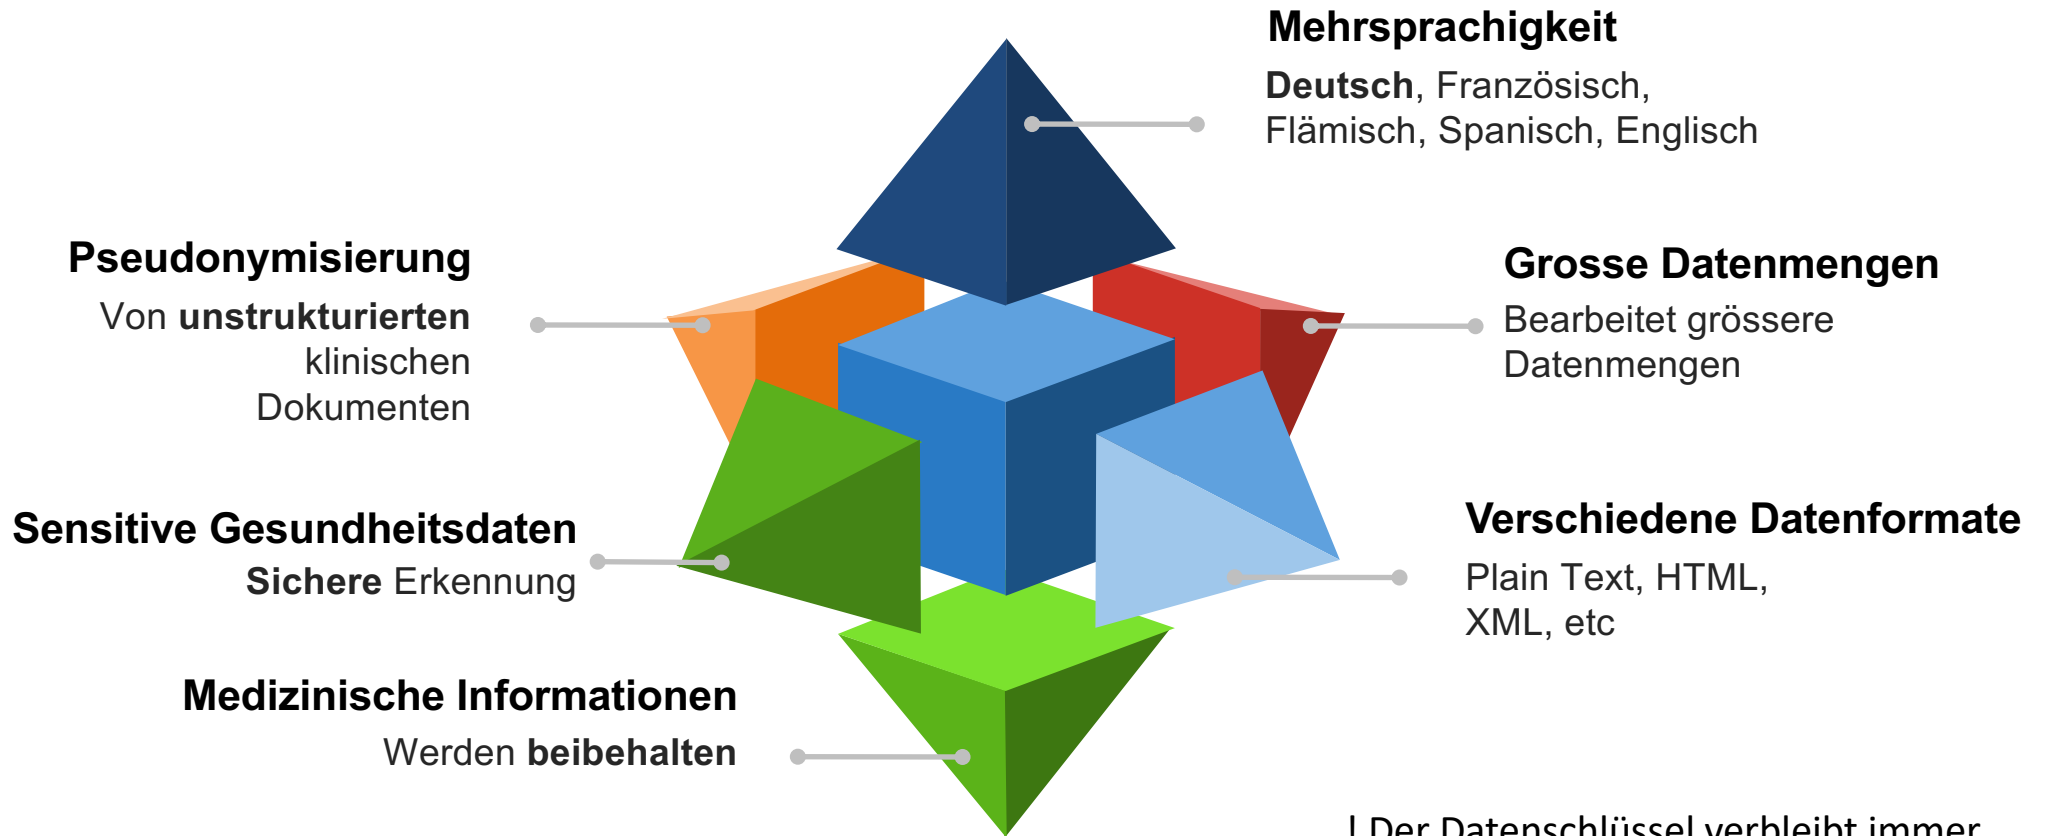 Mehrsprachigkeit
Deutsch, Französisch,
Flämisch, Spanisch, Englisch
Pseudonymisierung
Von unstrukturierten
klinischen
Dokumenten
Grosse Datenmengen
Bearbeitet grössere
Datenmengen
Sensitive Gesundheitsdaten
Sichere Erkennung
Verschiedene Datenformate
Plain Text, HTML,
XML, etc
Medizinische Informationen
Werden beibehalten
! Der Datenschlüssel verbleibt immer